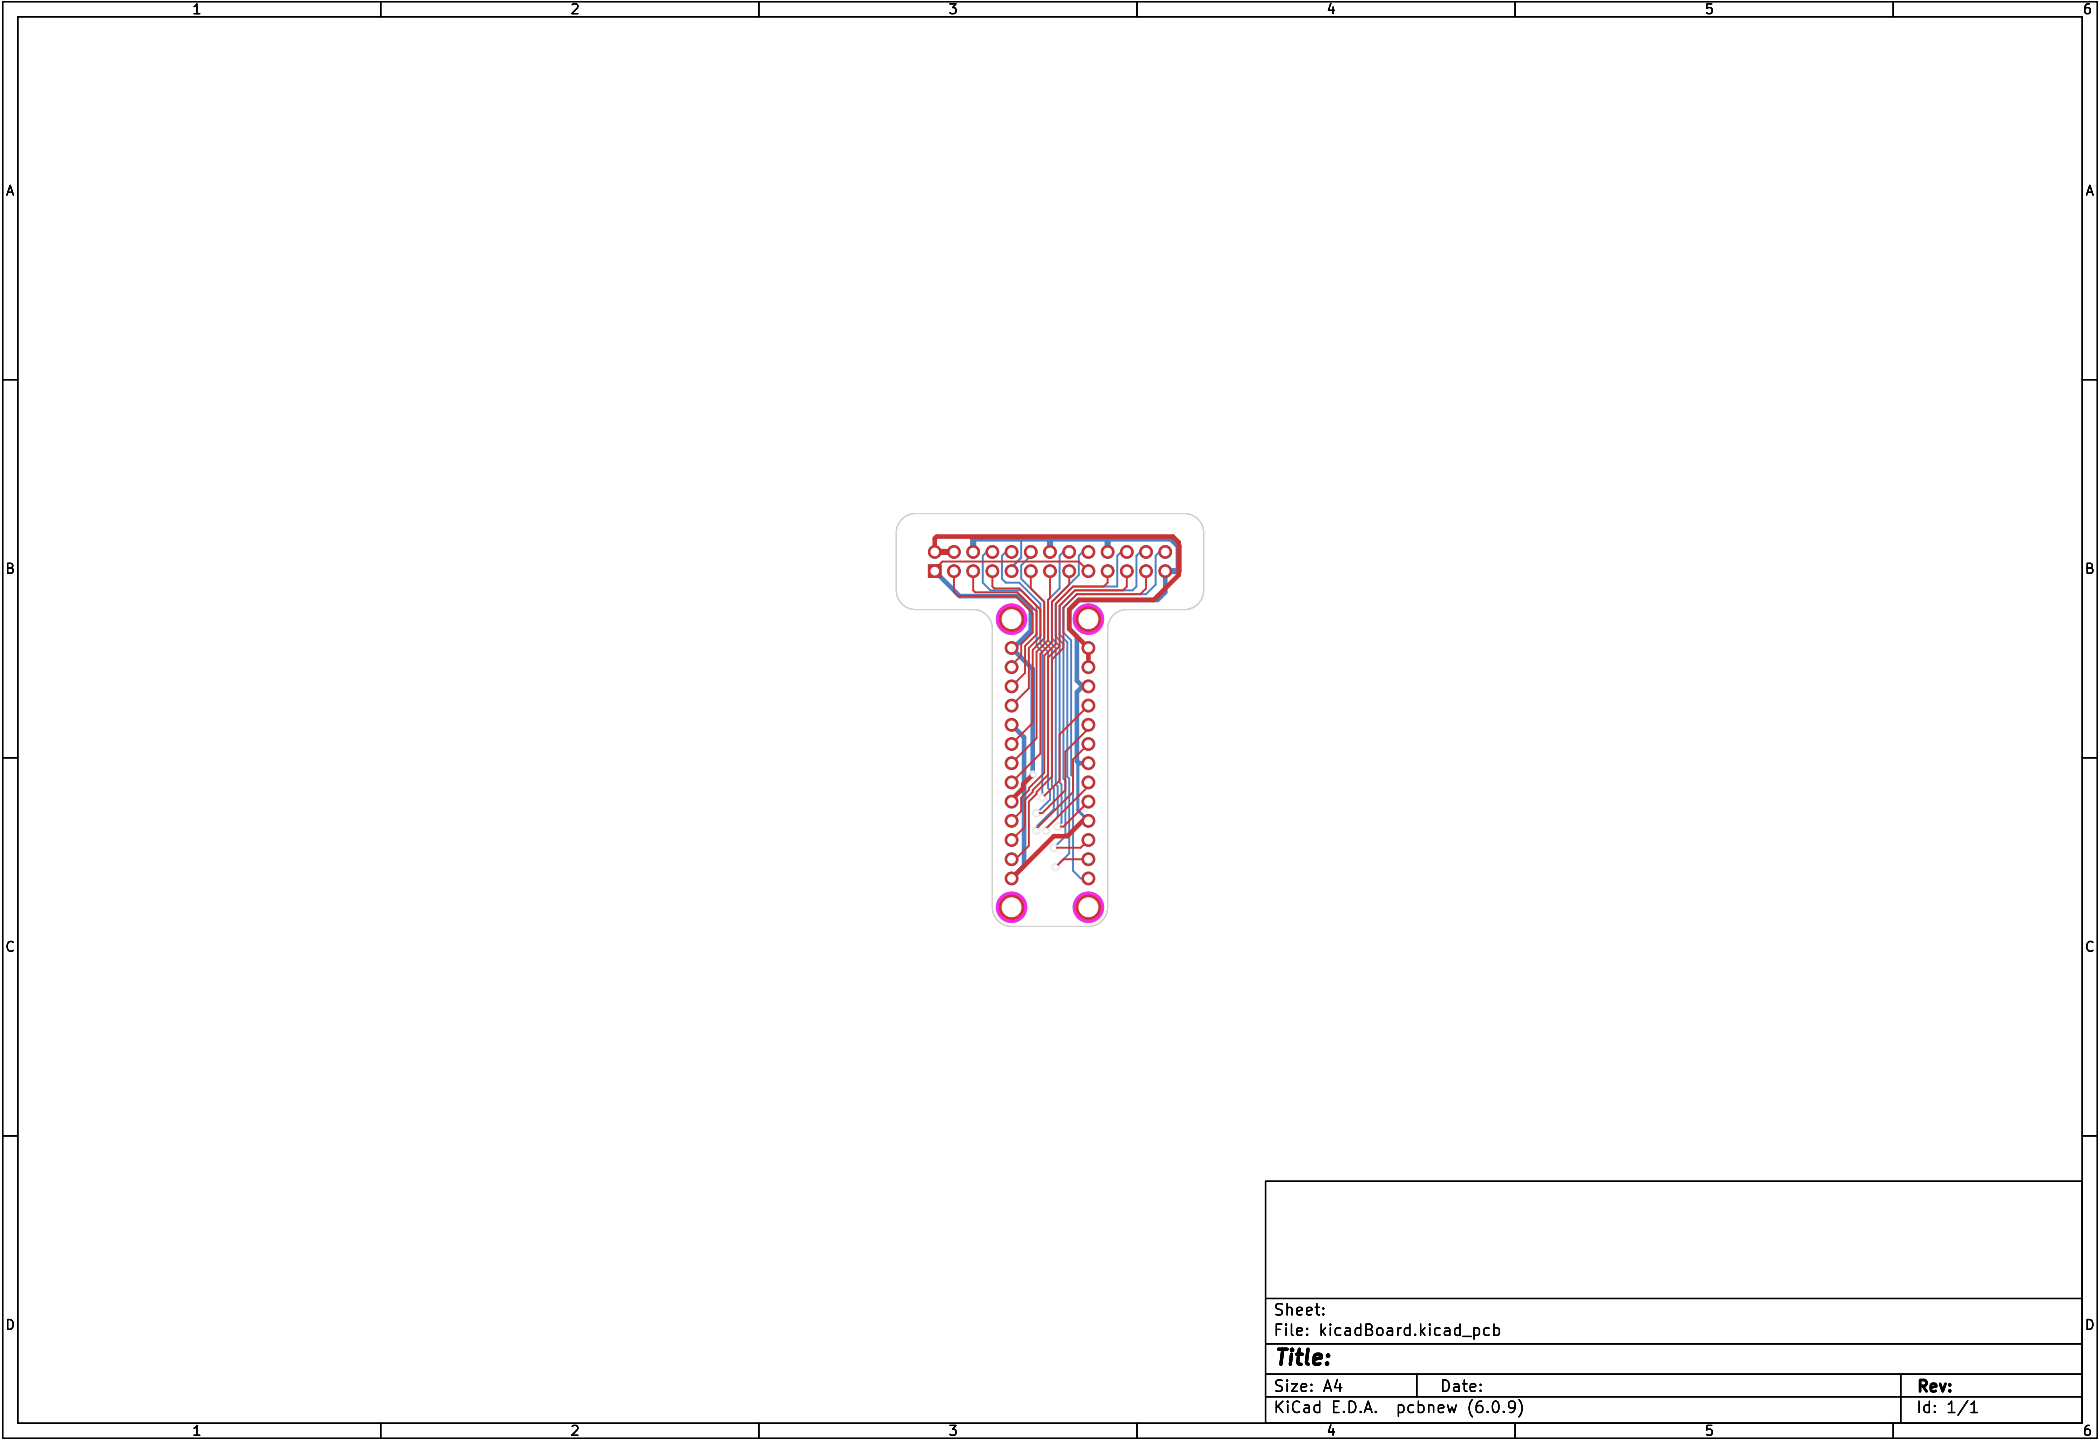 1 2 3 4 5 6
A A
B B
C C
D D
Sheet:
File: kicadBoard.kicad_pcb
Title:
Size: A4 Date: Rev:
KiCad E.D.A. pcbnew (6.0.9) Id: 1/1
1 2 3 4 5 6